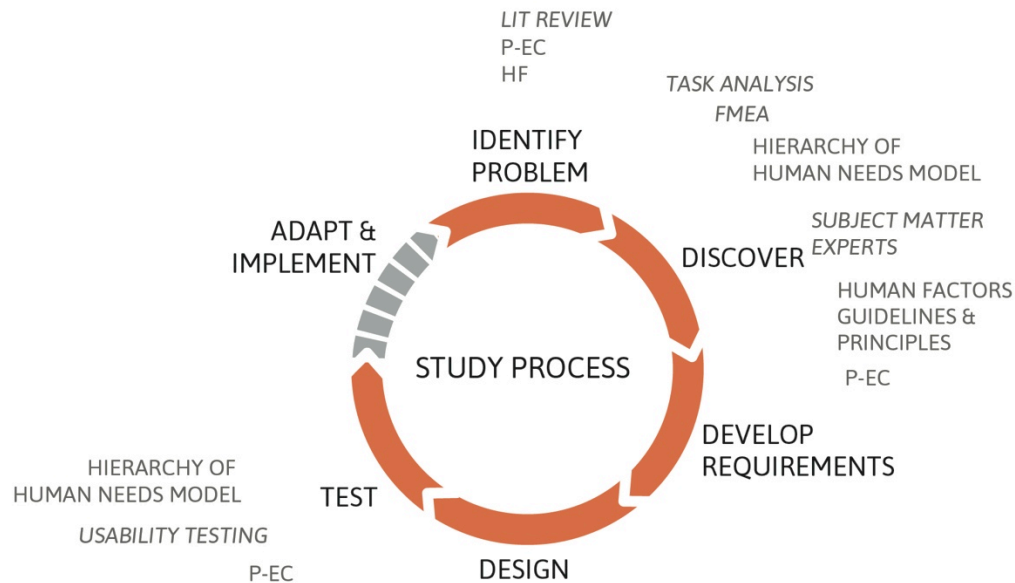 LIT REVIEW
P-EC
HF
TASK ANALYSIS
FMEA
IDENTIFY
PROBLEM
HIERARCHY OF
HUMAN NEEDS MODEL
ADAPT &
IMPLEMENT
SUBJECT MATTER
EXPERTS
DISCOVER
HUMAN FACTORS
GUIDELINES &
PRINCIPLES
P-EC
STUDY PROCESS
DEVELOP
REQUIREMENTS
HIERARCHY OF
HUMAN NEEDS MODEL
TEST
USABILITY TESTING
P-EC
DESIGN